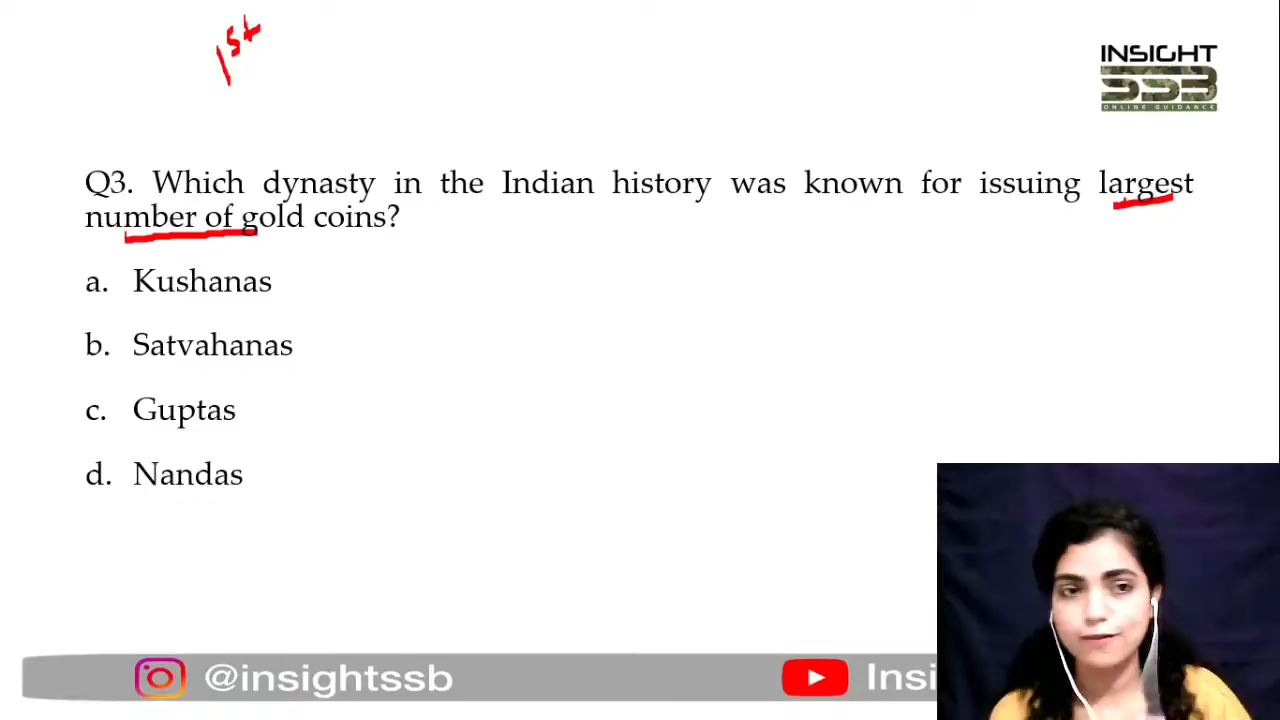 1st
INSIGHT
SSB
ONLINE GUIDANCE
Q3. Which dynasty in the Indian history was known for issuing largest
number of gold coins?
a. Kushanas
b. Satvahanas
c. Guptas
d. Nandas
@insightssb
Insi